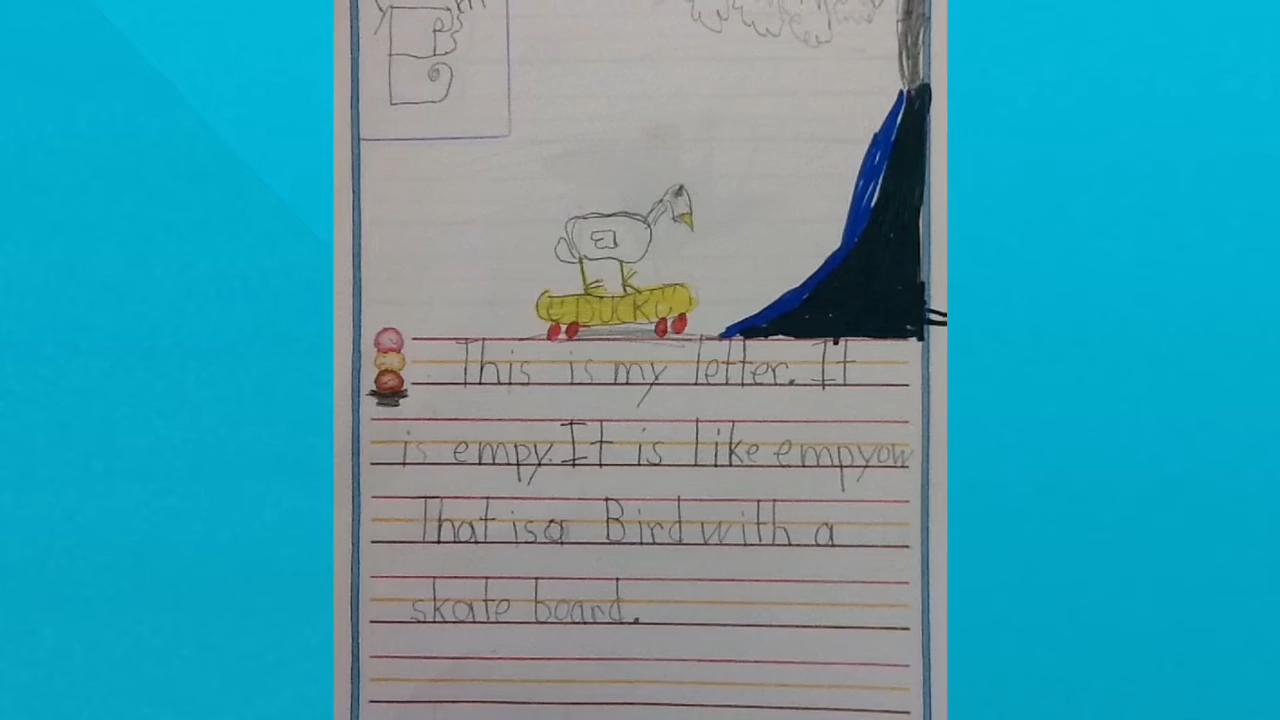 DUCK
This is my letter. It
is empy. It is like empyow
That is a Bird with a
skate board.